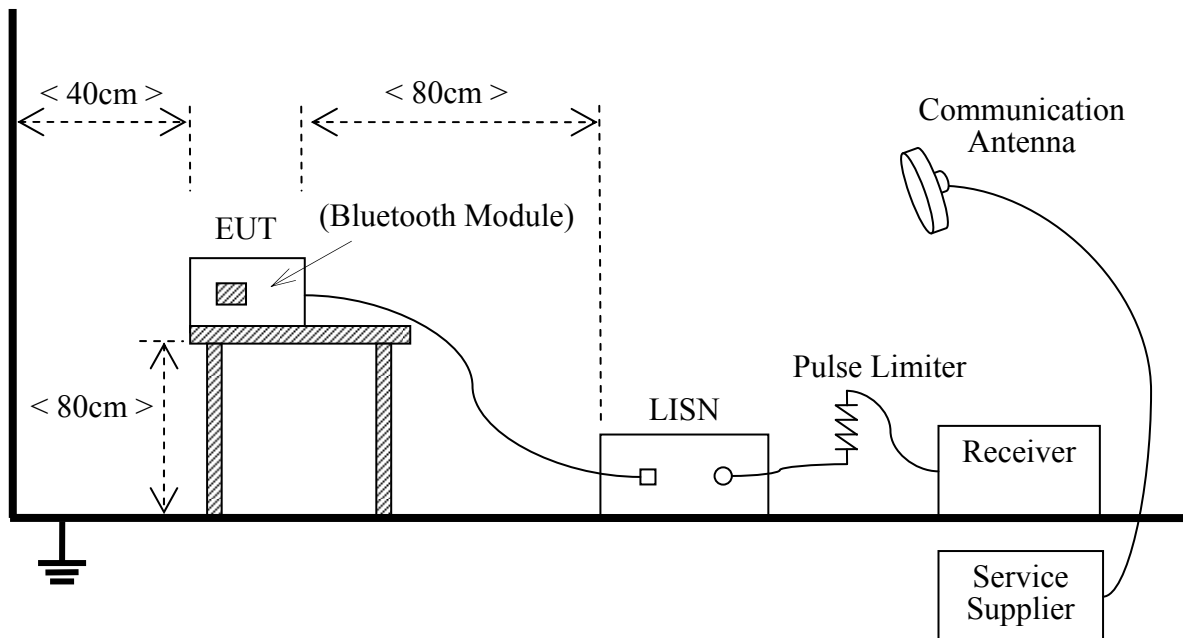 < 40cm >
< 80cm >
Communication
Antenna
(Bluetooth Module)
EUT
Pulse Limiter
< 80cm >
LISN
Receiver
Service
Supplier